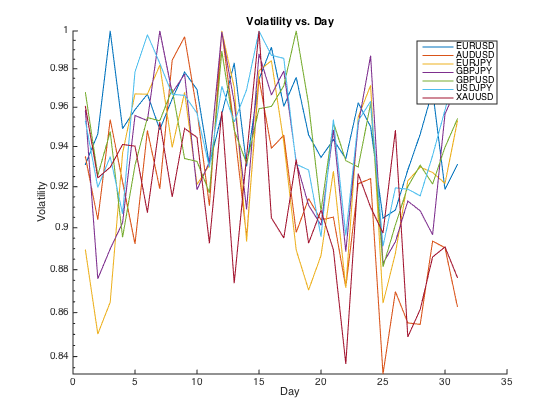 Volatility vs. Day
Volatility
1
0.98
0.96
0.94
0.92
0.9
0.88
0.86
0.84
EURUSD
AUDUSD
EURJPY
GBPJPY
GBPUSD
USDJPY
XAUUSD
0 5 10 15 20 25 30 35
Day